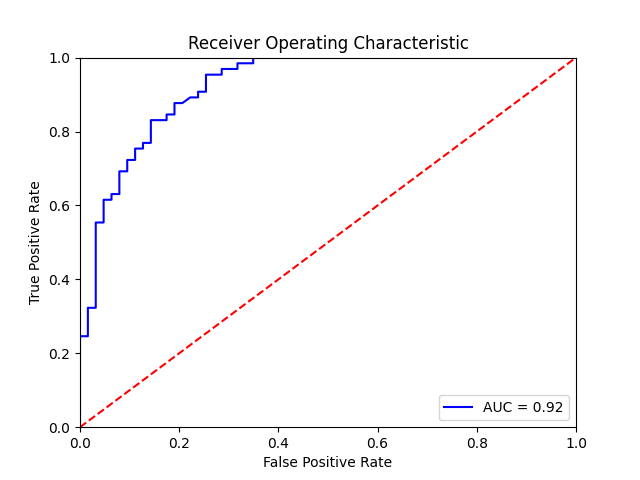 Receiver Operating Characteristic
1.0
0.8
0.6
0.4
0.2
0.0
True Positive Rate
AUC = 0.92
0.0 0.2 0.4 0.6 0.8 1.0
False Positive Rate